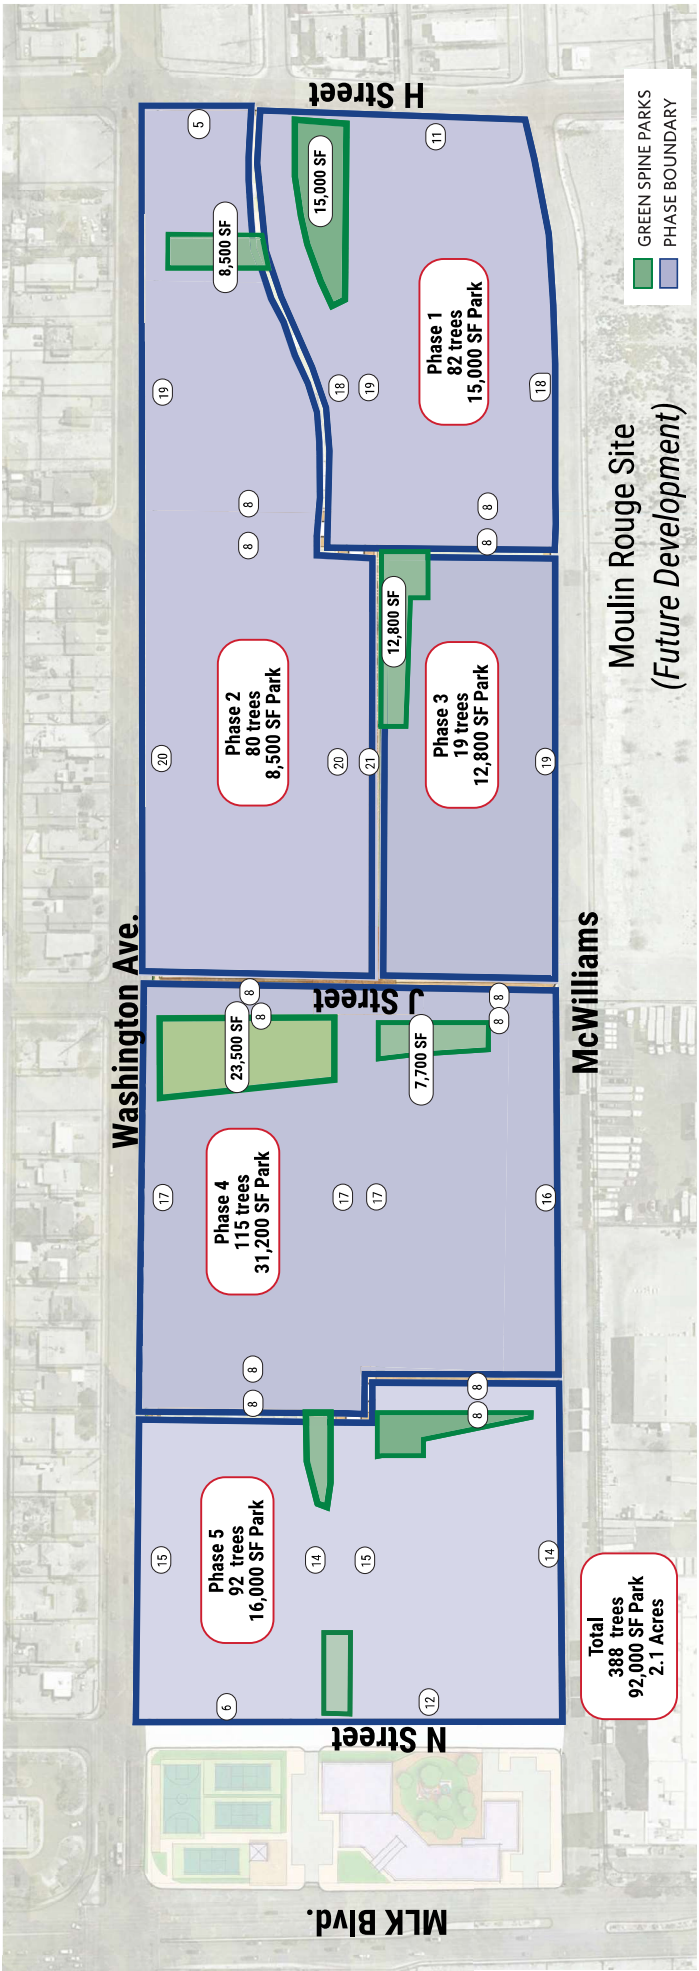 Washington Ave.
MLK Blvd.
N Street
J Street
H Street
McWilliams
Phase 5
92 trees
16,000 SF Park
15
6
14
15
12
14
8
8
Phase 4
115 trees
31,200 SF Park
17
8
8
17
17
16
23,500 SF
8
8
7,700 SF
8
8
Phase 2
80 trees
8,500 SF Park
20
19
5
8
8
8,500 SF
20
18
Phase 3
19 trees
12,800 SF Park
21
12,800 SF
19
Phase 1
82 trees
15,000 SF Park
15,000 SF
19
11
8
8
18
Total
388 trees
92,000 SF Park
2.1 Acres
Moulin Rouge Site
(Future Development)
GREEN SPINE PARKS
PHASE BOUNDARY